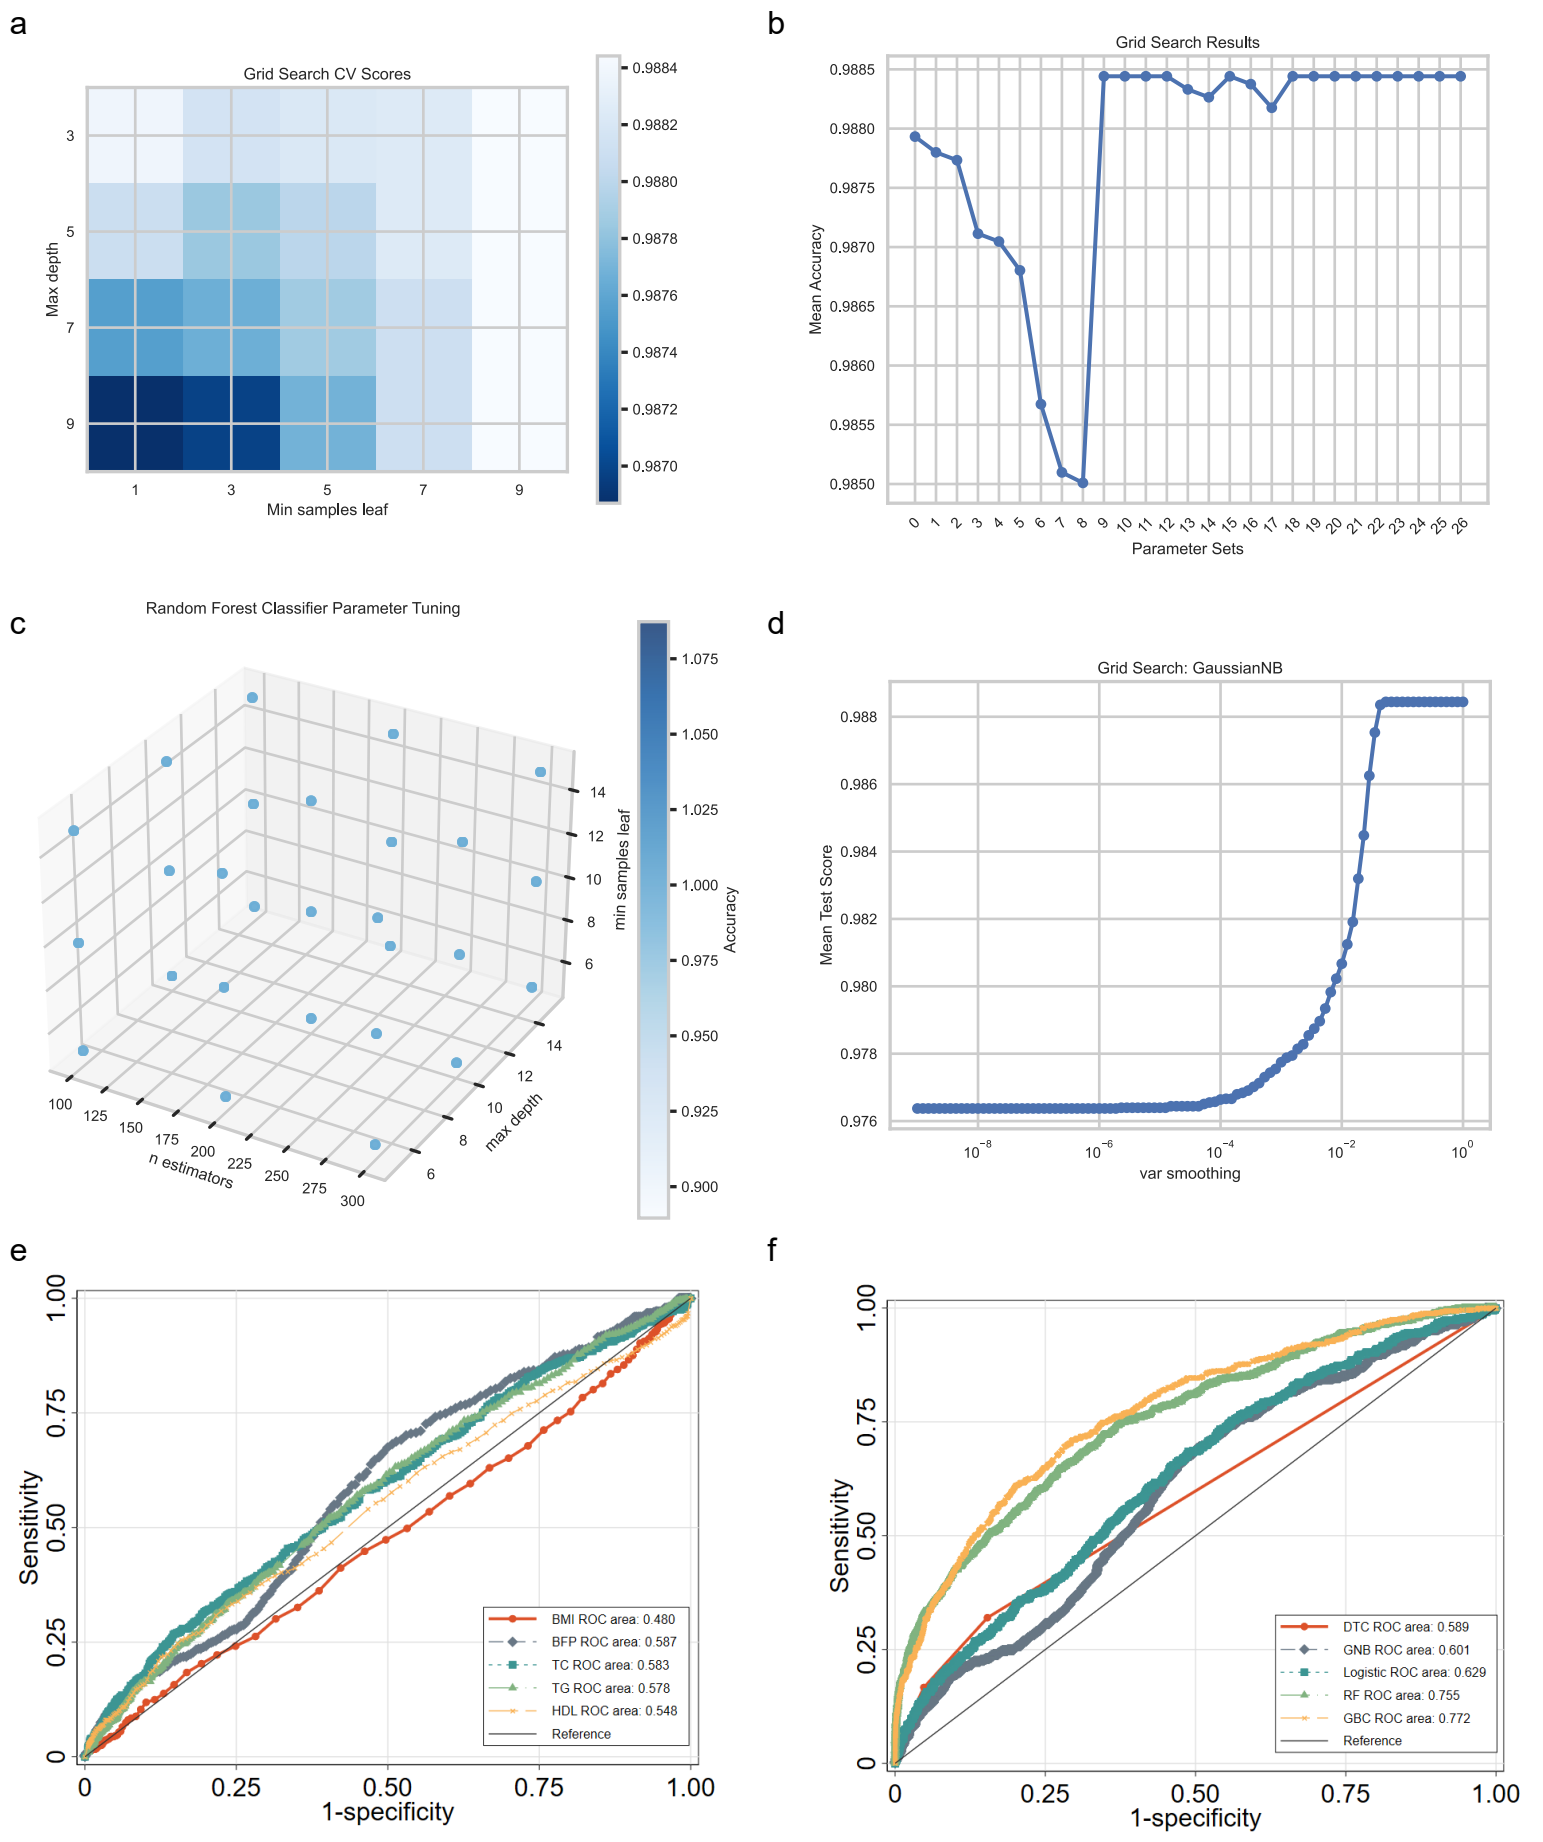 a
Grid Search CV Scores
3
5
7
9
Max depth
1
3
5
7
9
Min samples leaf
0.9884
0.9882
0.9880
0.9878
0.9876
0.9874
0.9872
0.9870
b
Grid Search Results
0.9885
0.9880
0.9875
0.9870
0.9865
0.9860
0.9855
0.9850
Mean Accuracy
0 1 2 3 4 5 6 7 8 9 10 11 12 13 14 15 16 17 18 19 20 21 22 23 24 25 26
Parameter Sets
c
Random Forest Classifier Parameter Tuning
100
125
150
175
200
225
250
275
300
n estimators
6
8
10
12
14
max depth
14
12
10
8
6
min samples leaf
1.075
1.050
1.025
1.000
0.975
0.950
0.925
0.900
Accuracy
d
Grid Search: GaussianNB
0.988
0.986
0.984
0.982
0.980
0.978
0.976
Mean Test Score
10⁻⁸
10⁻⁶
10⁻⁴
10⁻²
10⁰
var smoothing
e
1.00
0.75
0.50
0.25
0
Sensitivity
BMI ROC area: 0.480
BFP ROC area: 0.587
TC ROC area: 0.583
TG ROC area: 0.578
HDL ROC area: 0.548
Reference
0
0.25
0.50
0.75
1.00
1-specificity
f
1.00
0.75
0.50
0.25
0
Sensitivity
DTC ROC area: 0.589
GNB ROC area: 0.601
Logistic ROC area: 0.629
RF ROC area: 0.755
GBC ROC area: 0.772
Reference
0
0.25
0.50
0.75
1.00
1-specificity